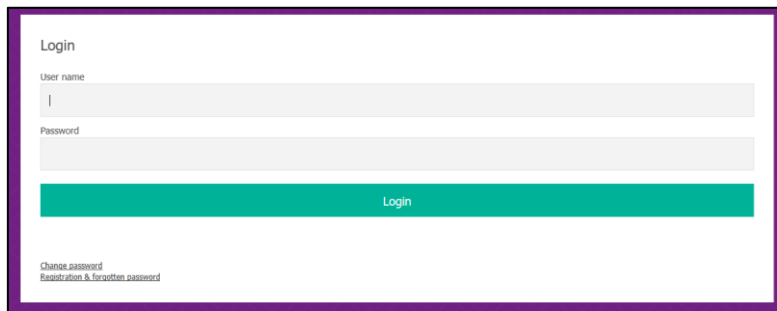 Login
User name
Password
Login
Change password
Registration & forgotten password